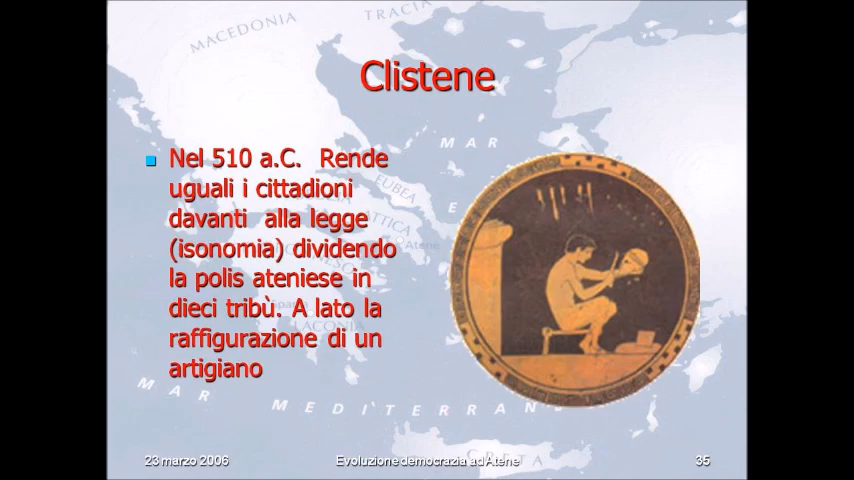 MACEDONIA
TRACIA
Clistene
MAR
Nel 510 a.C. Rende
uguali i cittadioni
davanti alla legge
(isonomia) dividendo
la polis ateniese in
dieci tribù. A lato la
raffigurazione di un
artigiano
EUBEA
E
ATTICA
Atene
LACONIA
MAR MEDITERRAN
CRETA
23 marzo 2006
Evoluzione democrazia ad Atene
35